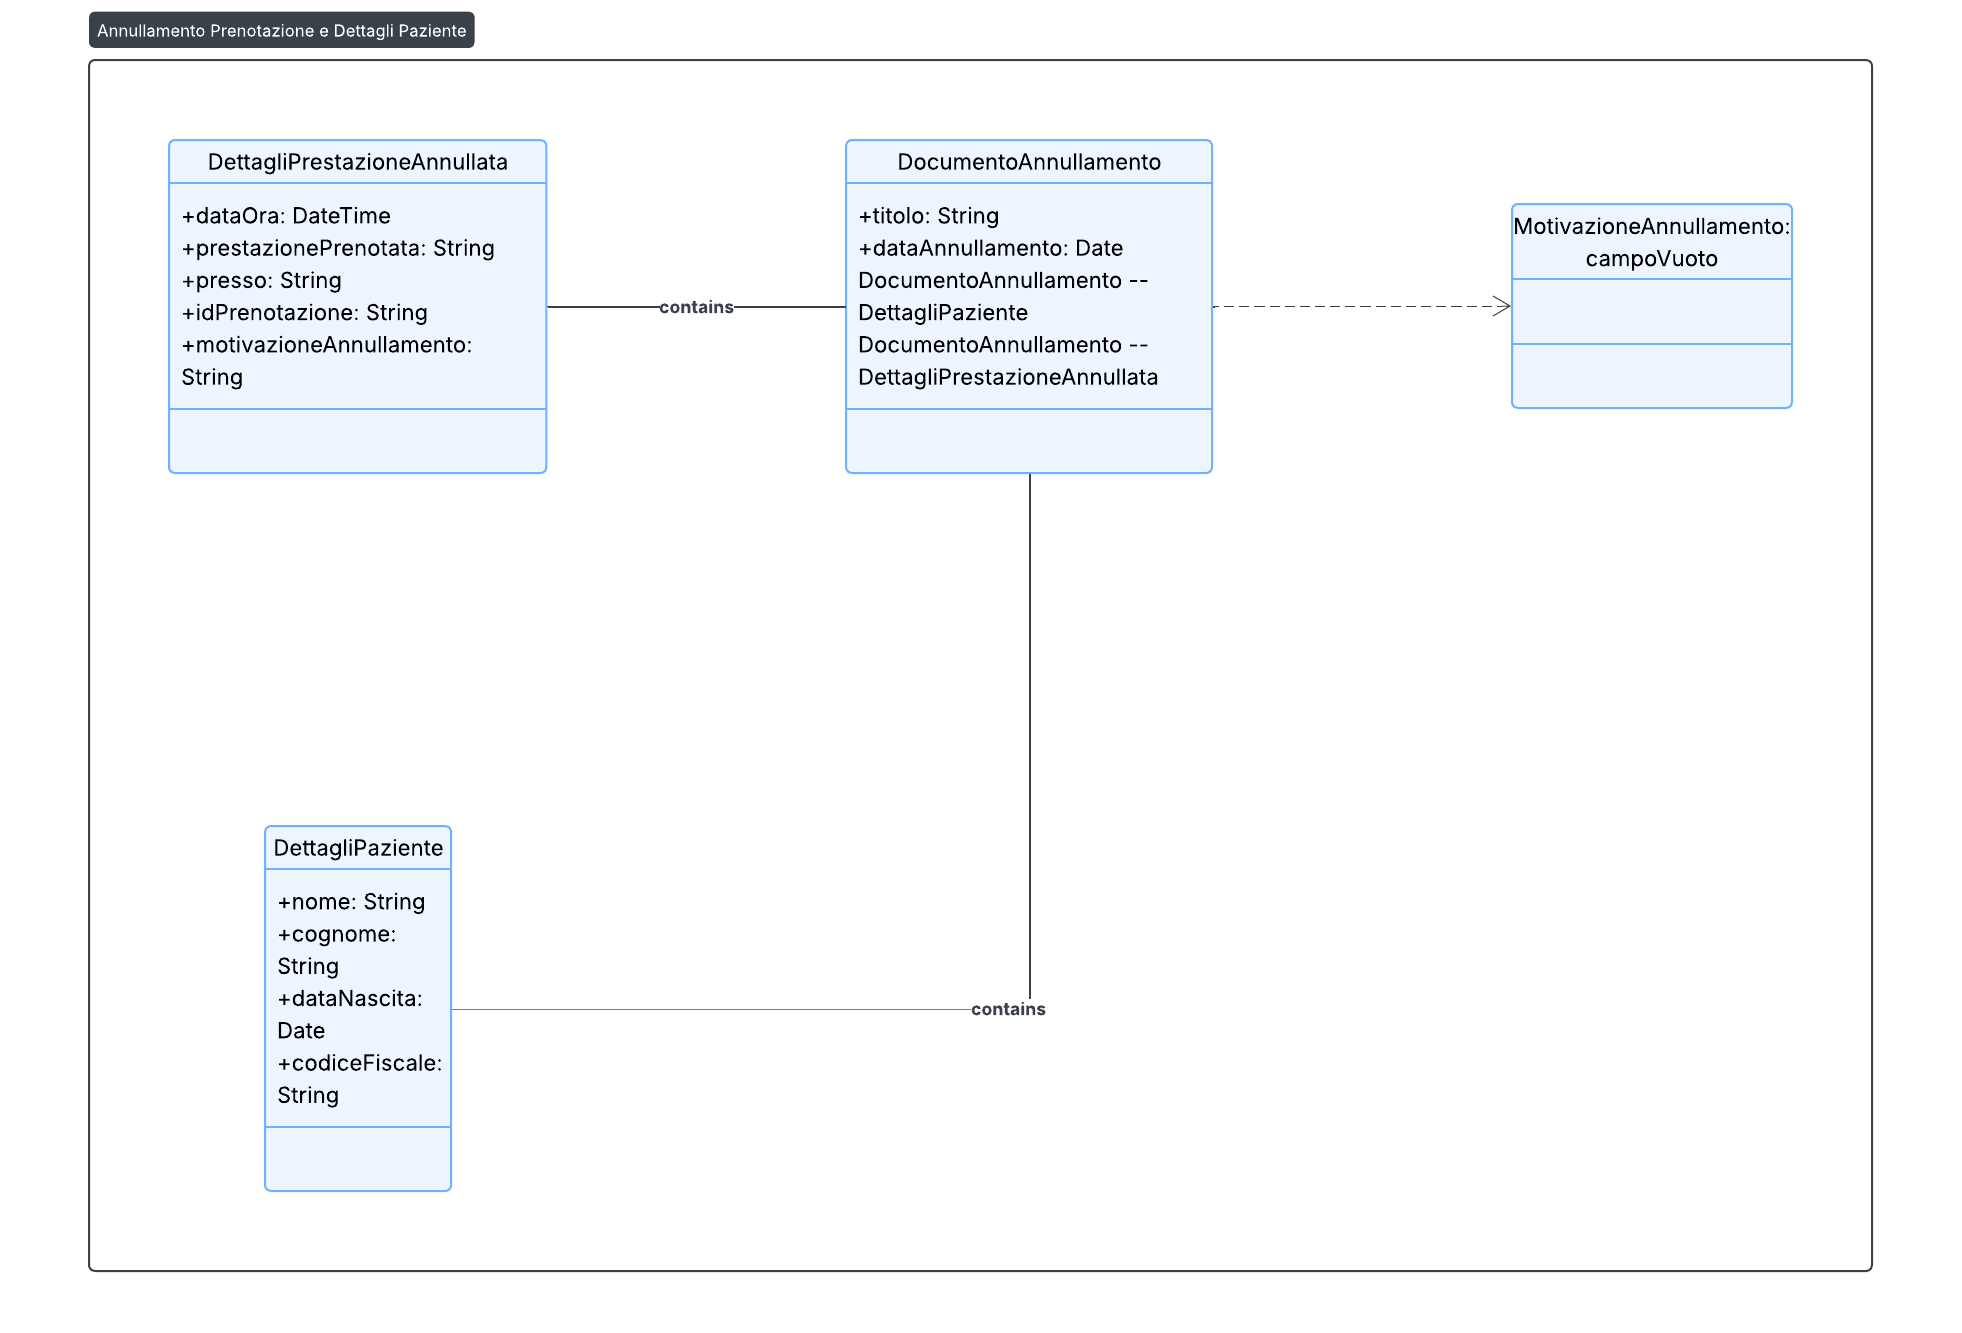 Annullamento Prenotazione e Dettagli Paziente
DettagliPrestazioneAnnullata
+dataOra: DateTime
+prestazionePrenotata: String
+presso: String
+idPrenotazione: String
+motivazioneAnnullamento:
String
contains
DocumentoAnnullamento
+titolo: String
+dataAnnullamento: Date
DocumentoAnnullamento --
DettagliPaziente
DocumentoAnnullamento --
DettagliPrestazioneAnnullata
MotivazioneAnnullamento:
campoVuoto
DettagliPaziente
+nome: String
+cognome:
String
+dataNascita:
Date
+codiceFiscale:
String
contains